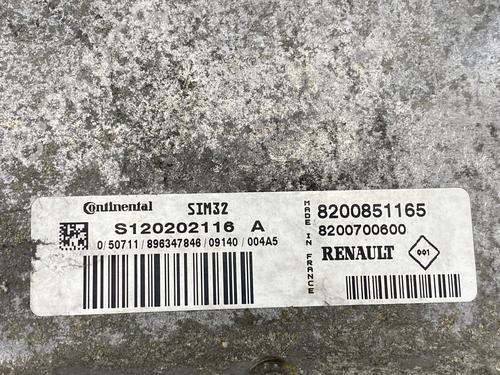 Continental SIM32
S120202116 A
0/50711/896347846/09140/004A5
MADE IN FRANCE
8200851165
8200700600
RENAULT 001